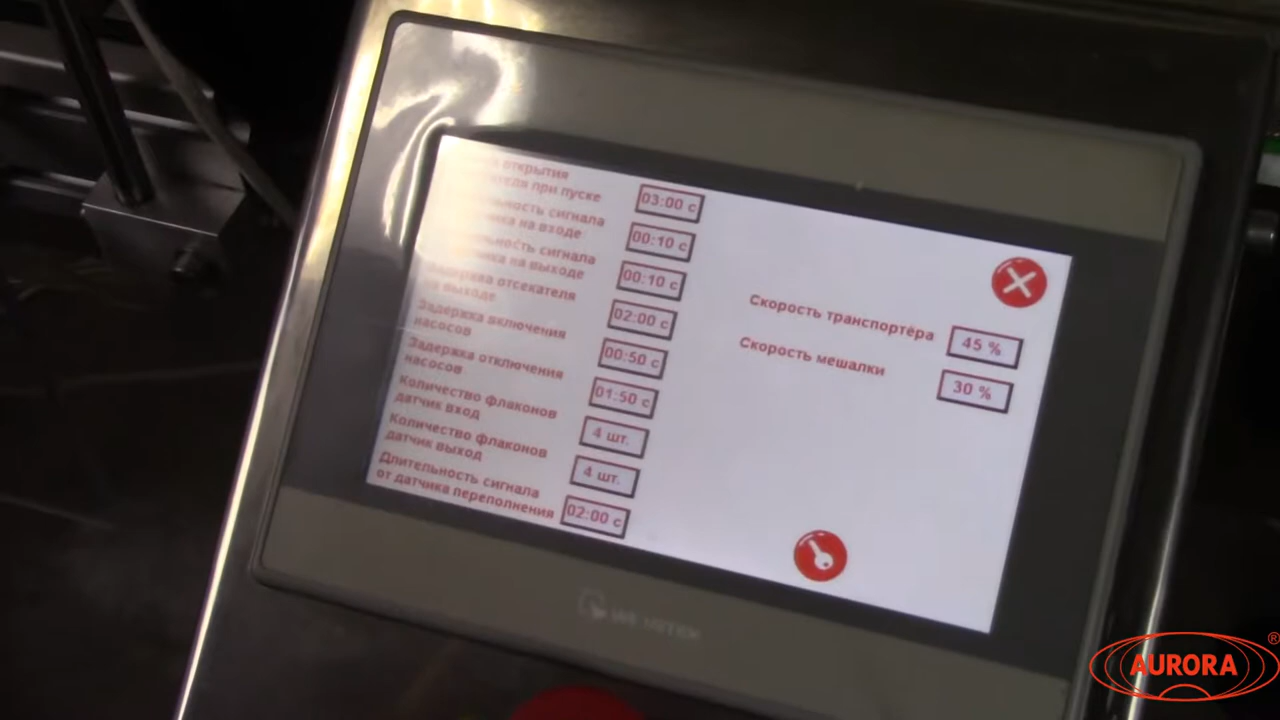 открытия
при пуске
03:00 с
сигнала
на входе
00:10 с
сигнала
на выходе
00:10 с
Задержка отсекателя
на выходе
02:00 с
Задержка включения
насосов
00:50 с
Задержка отключения
насосов
01:50 с
Количество флаконов
датчик вход
4 шт.
Количество флаконов
датчик выход
4 шт.
Длительность сигнала
от датчика переполнения
02:00 с
Скорость транспортёра
45 %
Скорость мешалки
30 %
AURORA
®